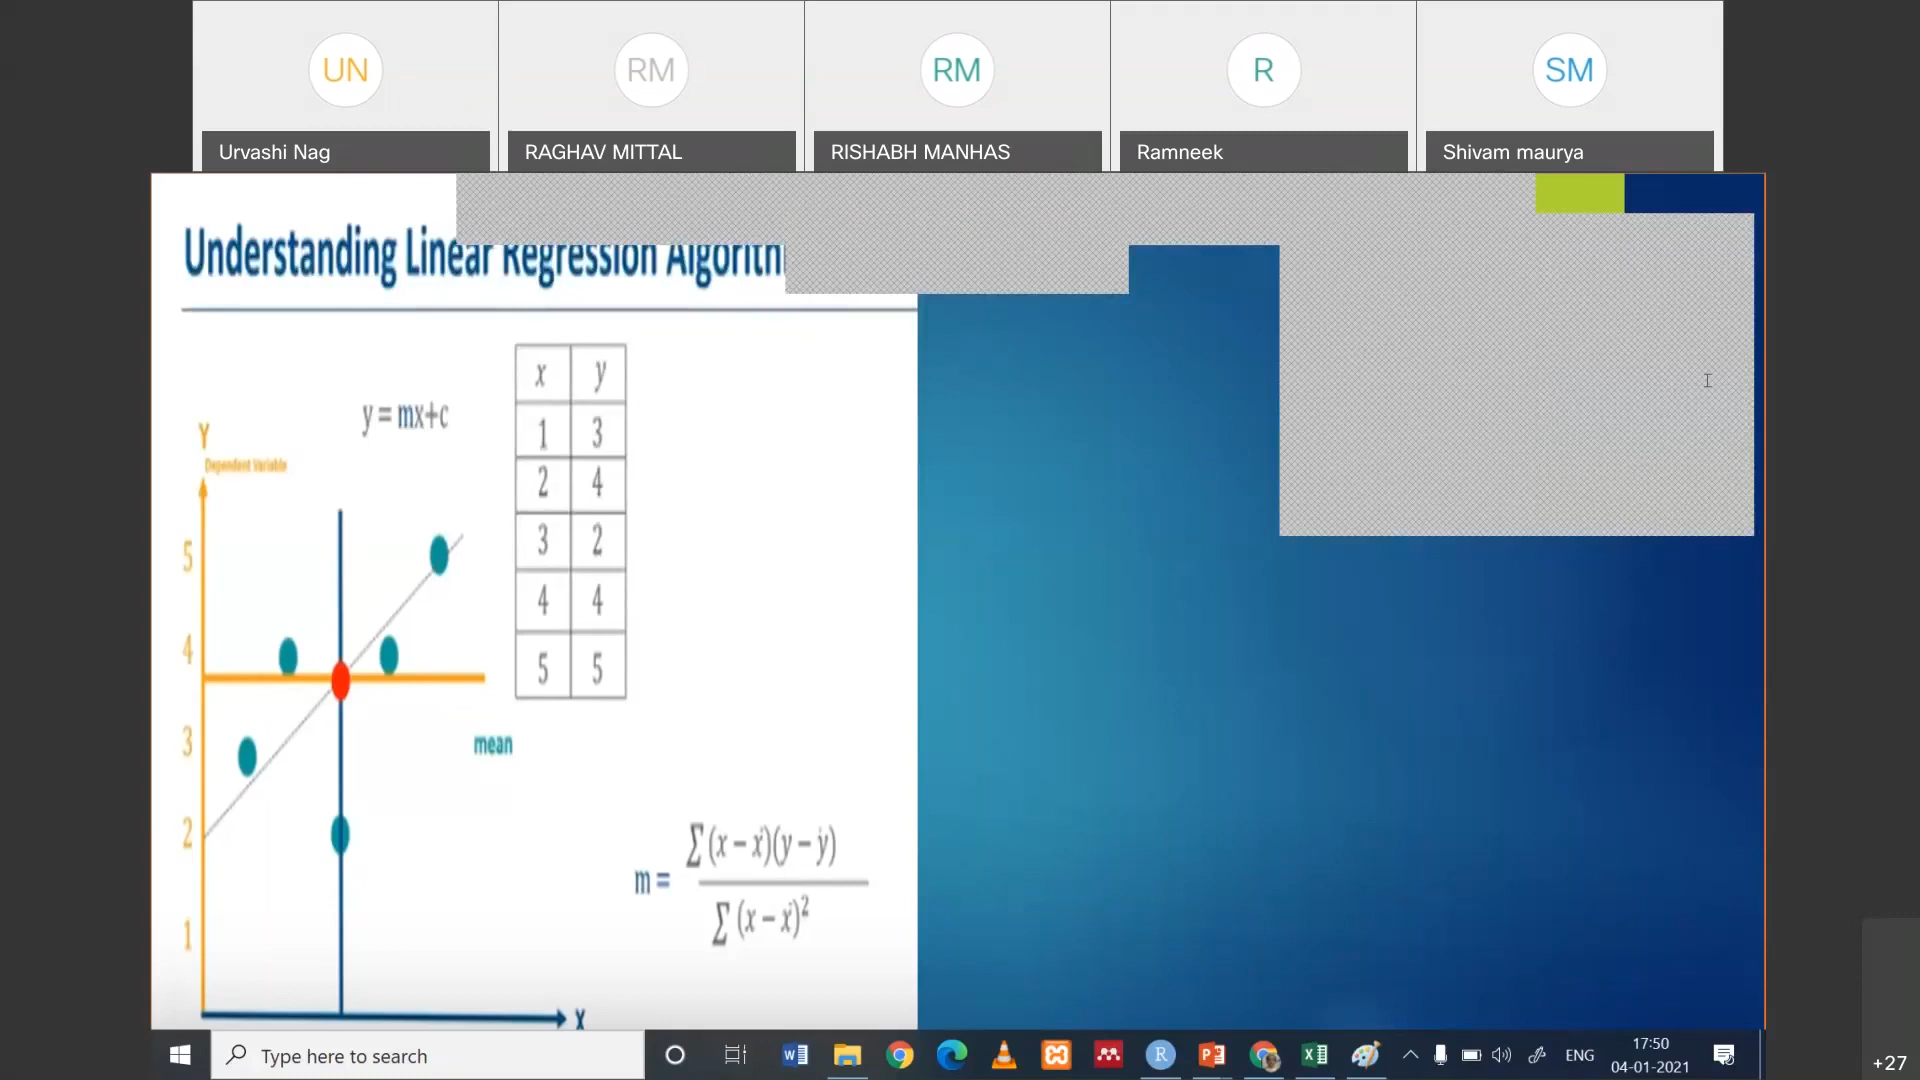 UN
RM
RM
R
SM
Urvashi Nag
RAGHAV MITTAL
RISHABH MANHAS
Ramneek
Shivam maurya
Understanding Linear Regression
y = mx+c
x y
1 3
2 4
3 2
4 4
5 5
Y
Dependent Variable
5
4
3
2
1
mean
m = ∑ (x − ẋ)(y − ẏ)
∑ (x − ẋ)²
X
Type here to search
ENG
17:50
04-01-2021
+27